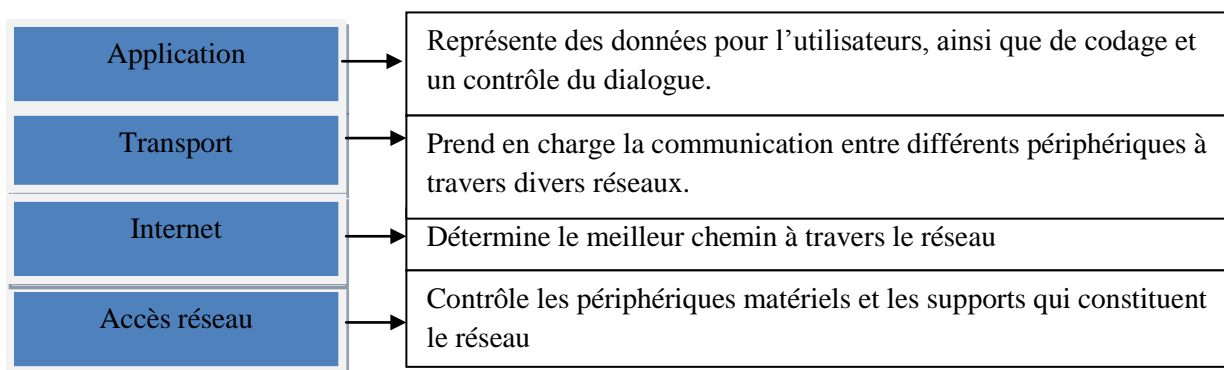 Application
Représente des données pour l’utilisateurs, ainsi que de codage et
un contrôle du dialogue.
Transport
Prend en charge la communication entre différents périphériques à
travers divers réseaux.
Internet
Détermine le meilleur chemin à travers le réseau
Accès réseau
Contrôle les périphériques matériels et les supports qui constituent
le réseau